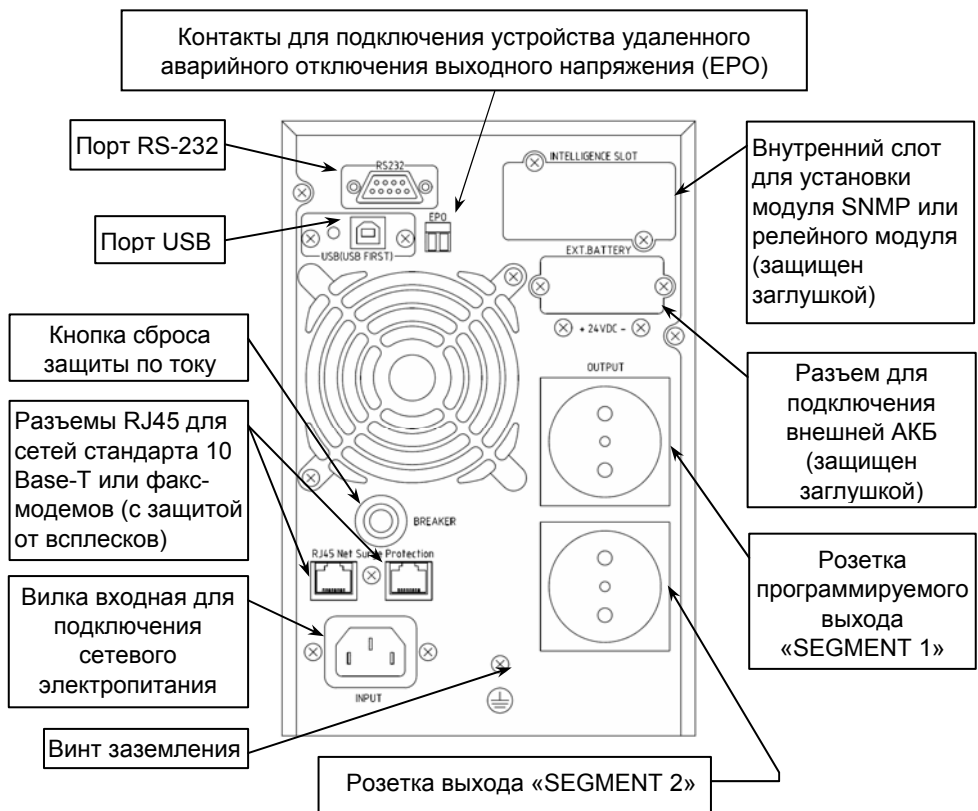 Контакты для подключения устройства удаленного
аварийного отключения выходного напряжения (EPO)
Порт RS-232
Порт USB
Кнопка сброса
защиты по току
Разъемы RJ45 для
сетей стандарта 10
Base-T или факс-
модемов (с защитой
от всплесков)
Вилка входная для
подключения
сетевого
электропитания
Винт заземления
RS232
EPO
USB(USB FIRST)
INTELLIGENCE SLOT
EXT.BATTERY
+ 24VDC -
OUTPUT
BREAKER
RJ45 Net Surge Protection
INPUT
Внутренний слот
для установки
модуля SNMP или
релейного модуля
(защищен
заглушкой)
Разъем для
подключения
внешней АКБ
(защищен
заглушкой)
Розетка
программируемого
выхода
«SEGMENT 1»
Розетка выхода «SEGMENT 2»